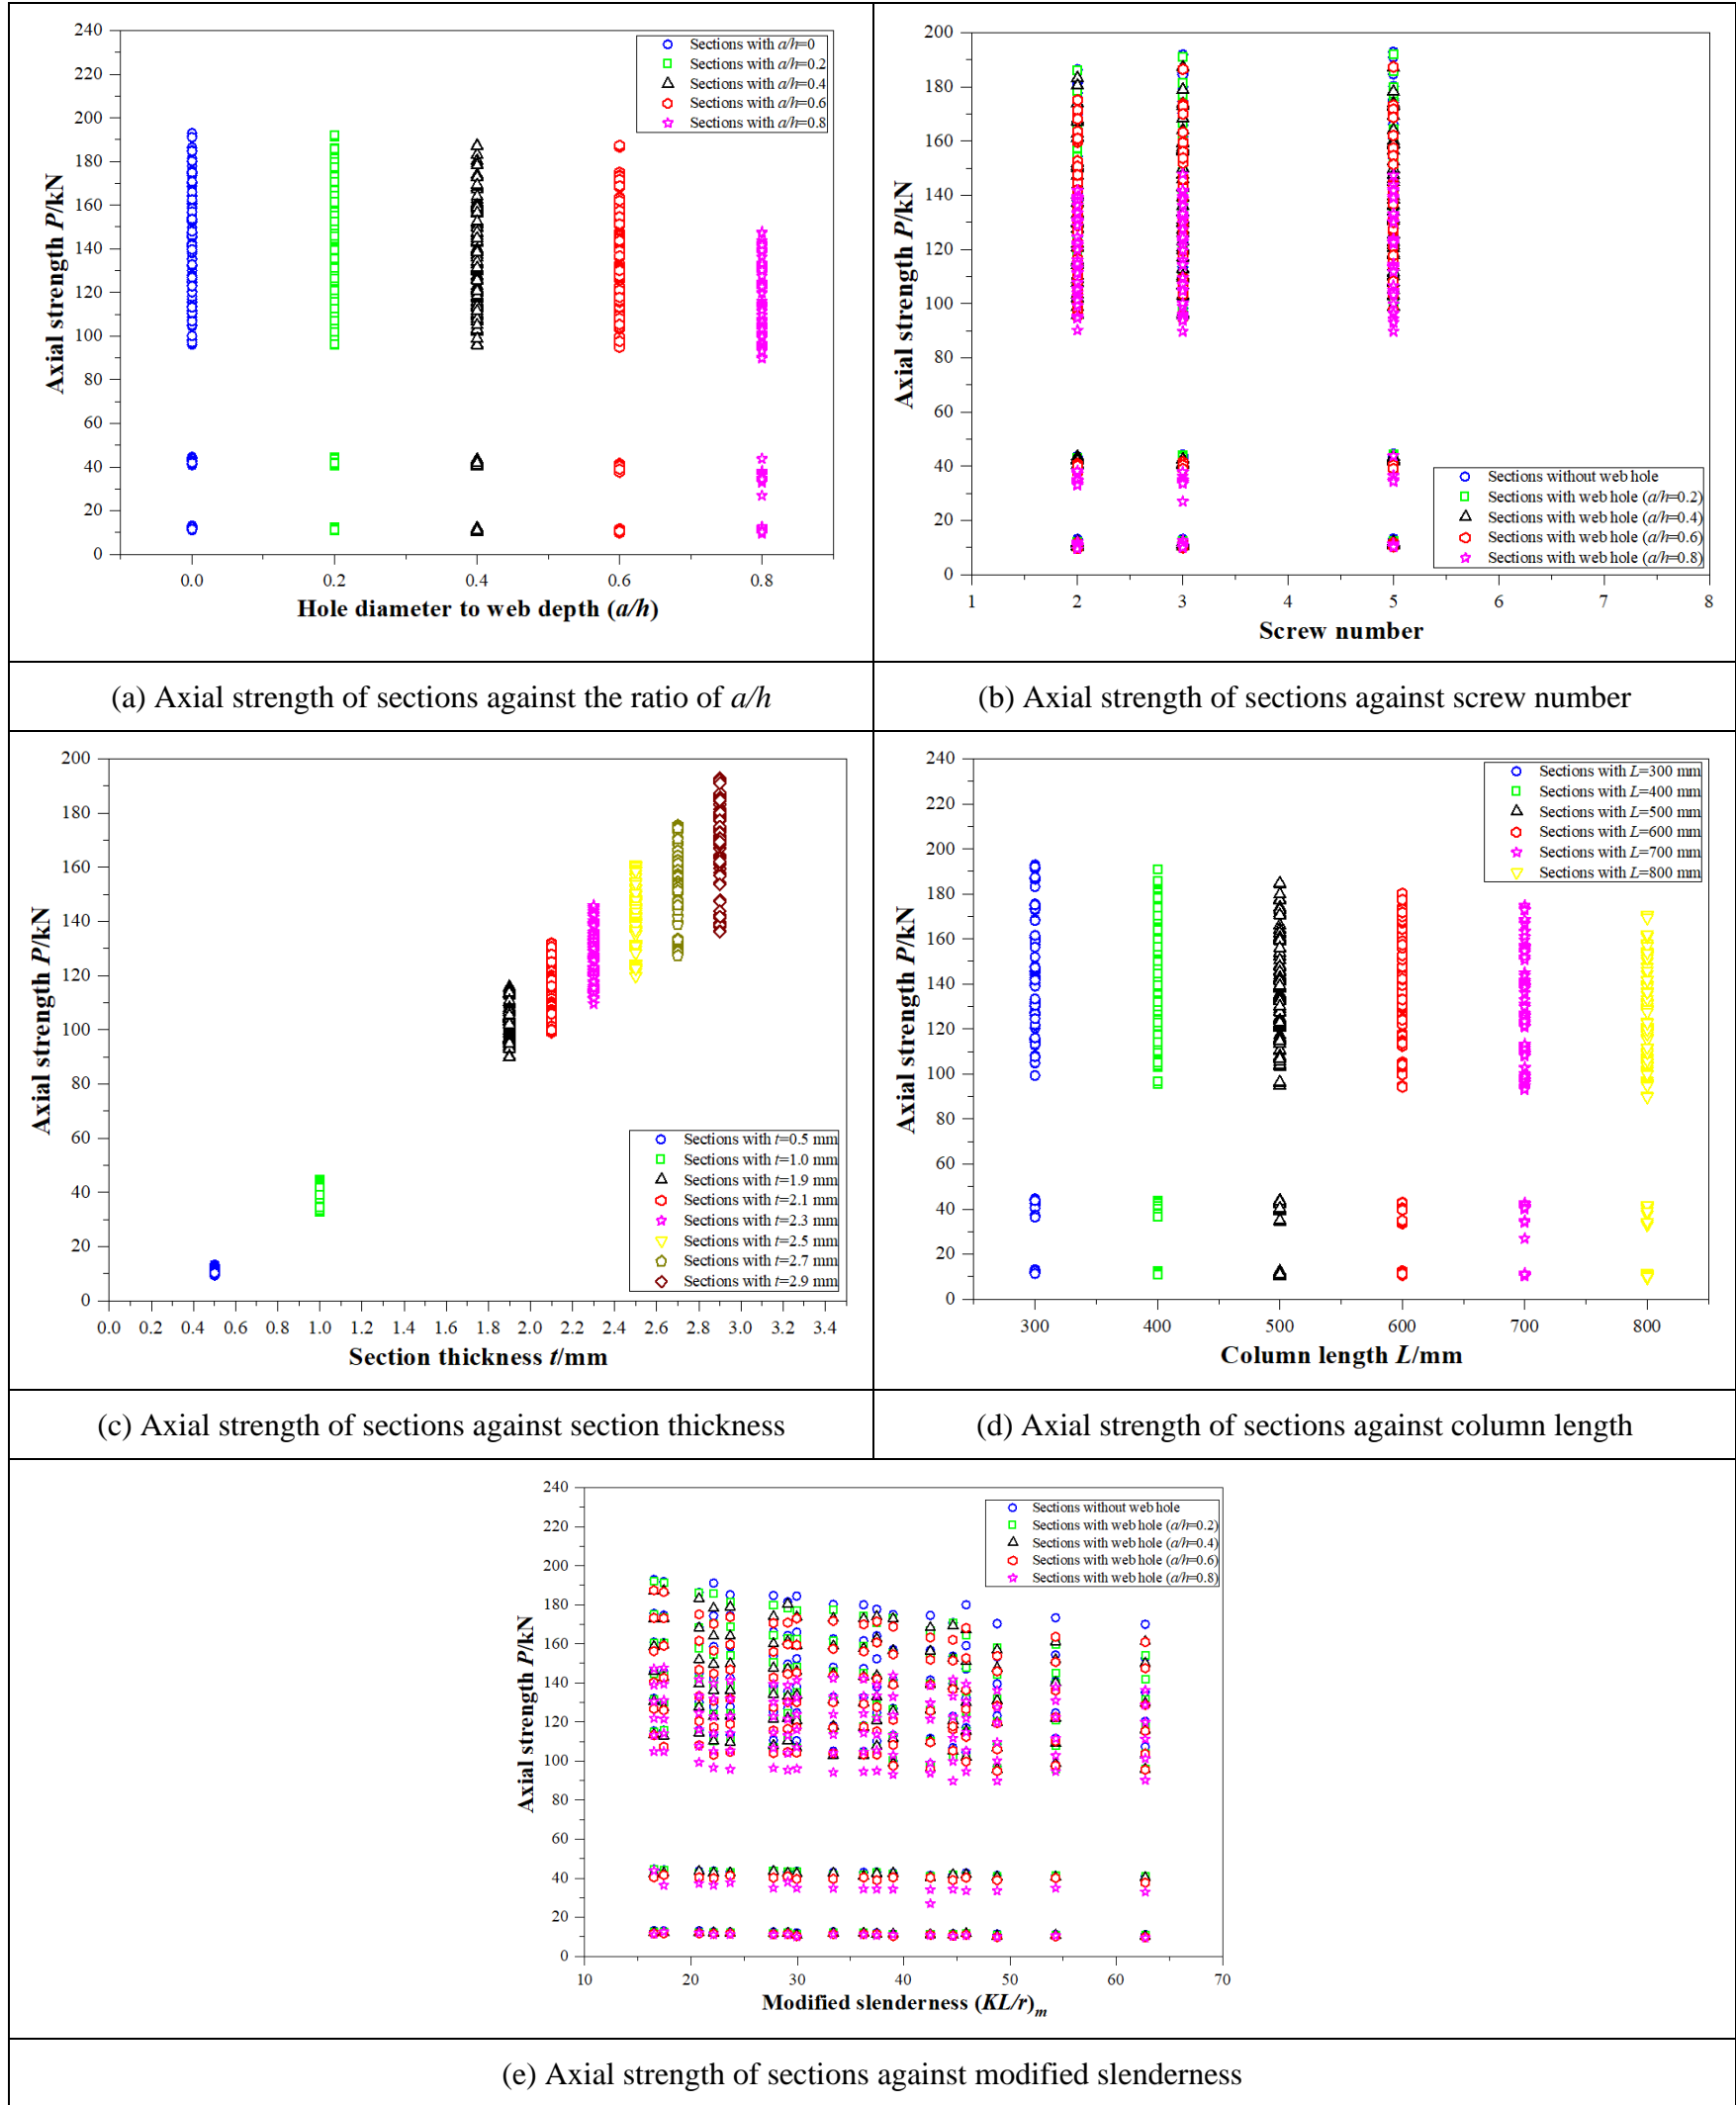 240
220
200
180
160
140
120
100
80
60
40
20
0
Axial strength P/kN
Sections with a/h=0
Sections with a/h=0.2
Sections with a/h=0.4
Sections with a/h=0.6
Sections with a/h=0.8
0.0 0.2 0.4 0.6 0.8
Hole diameter to web depth (a/h)
200
180
160
140
120
100
80
60
40
20
0
Axial strength P/kN
Sections without web hole
Sections with web hole (a/h=0.2)
Sections with web hole (a/h=0.4)
Sections with web hole (a/h=0.6)
Sections with web hole (a/h=0.8)
1 2 3 4 5 6 7 8
Screw number
(a) Axial strength of sections against the ratio of a/h
(b) Axial strength of sections against screw number
200
180
160
140
120
100
80
60
40
20
0
Axial strength P/kN
Sections with t=0.5 mm
Sections with t=1.0 mm
Sections with t=1.9 mm
Sections with t=2.1 mm
Sections with t=2.3 mm
Sections with t=2.5 mm
Sections with t=2.7 mm
Sections with t=2.9 mm
0.0 0.2 0.4 0.6 0.8 1.0 1.2 1.4 1.6 1.8 2.0 2.2 2.4 2.6 2.8 3.0 3.2 3.4
Section thickness t/mm
240
220
200
180
160
140
120
100
80
60
40
20
0
Axial strength P/kN
Sections with L=300 mm
Sections with L=400 mm
Sections with L=500 mm
Sections with L=600 mm
Sections with L=700 mm
Sections with L=800 mm
300 400 500 600 700 800
Column length L/mm
(c) Axial strength of sections against section thickness
(d) Axial strength of sections against column length
240
220
200
180
160
140
120
100
80
60
40
20
0
Axial strength P/kN
Sections without web hole
Sections with web hole (a/h=0.2)
Sections with web hole (a/h=0.4)
Sections with web hole (a/h=0.6)
Sections with web hole (a/h=0.8)
10 20 30 40 50 60 70
Modified slenderness (KL/r)m
(e) Axial strength of sections against modified slenderness